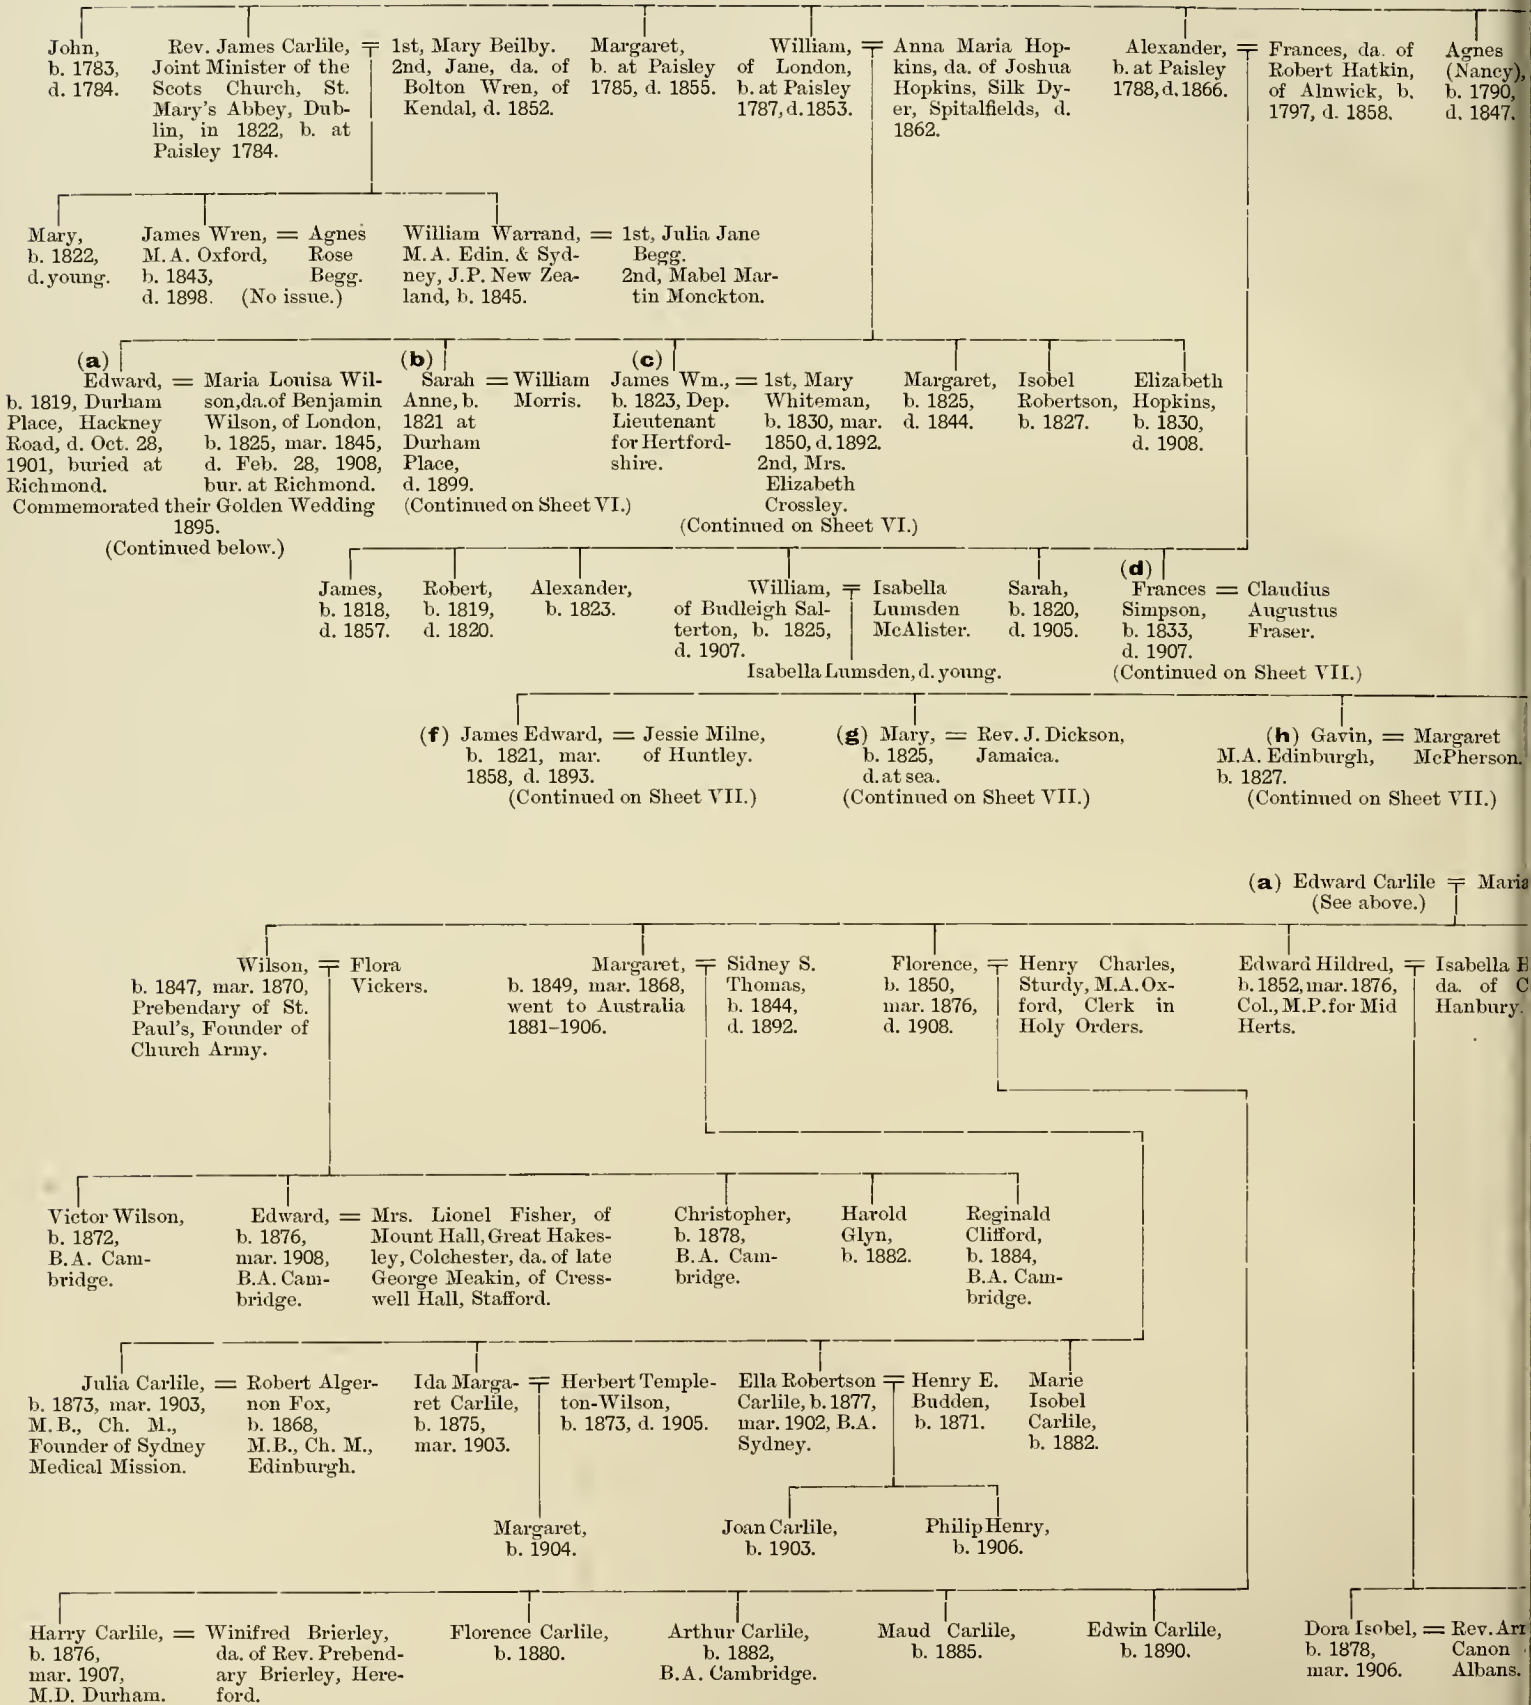 John,
b. 1783,
d. 1784.
Rev. James Carlile,
Joint Minister of the
Scots Church, St.
Mary's Abbey, Dub-
lin, in 1822, b. at
Paisley 1784.
=
1st, Mary Beilby.
2nd, Jane, da. of
Bolton Wren, of
Kendal, d. 1852.
Margaret,
b. at Paisley
1785, d. 1855.
William,
of London,
b. at Paisley
1787, d. 1853.
=
Anna Maria Hop-
kins, da. of Joshua
Hopkins, Silk Dy-
er, Spitalfields, d.
1862.
Alexander,
b. at Paisley
1788, d. 1866.
=
Frances, da. of
Robert Hatkin,
of Alnwick, b.
1797, d. 1858.
Agnes
(Nancy),
b. 1790,
d. 1847.
Mary,
b. 1822,
d. young.
James Wren,
M.A. Oxford,
b. 1843,
d. 1898.
=
Agnes
Rose
Begg.
(No issue.)
William Warrand,
M.A. Edin. & Syd-
ney, J.P. New Zea-
land, b. 1845.
=
1st, Julia Jane
Begg.
2nd, Mabel Mar-
tin Monckton.
(a)
Edward,
b. 1819, Durham
Place, Hackney
Road, d. Oct. 28,
1901, buried at
Richmond.
=
Maria Louisa Wil-
son, da. of Benjamin
Wilson, of London,
b. 1825, mar. 1845,
d. Feb. 28, 1908,
bur. at Richmond.
Commemorated their Golden Wedding
1895.
(Continued below.)
(b)
Sarah
Anne, b.
1821 at
Durham
Place,
d. 1899.
=
William
Morris.
(Continued on Sheet VI.)
(c)
James Wm.,
b. 1823, Dep.
Lieutenant
for Hertford-
shire.
=
1st, Mary
Whiteman,
b. 1830, mar.
1850, d. 1892.
2nd, Mrs.
Elizabeth
Crossley.
(Continued on Sheet VI.)
Margaret,
b. 1825,
d. 1844.
Isobel
Robertson,
b. 1827.
Elizabeth
Hopkins,
b. 1830,
d. 1908.
James,
b. 1818,
d. 1857.
Robert,
b. 1819,
d. 1820.
Alexander,
b. 1823.
William,
of Budleigh Sal-
terton, b. 1825,
d. 1907.
=
Isabella
Lumsden
McAlister.
Isabella Lumsden, d. young.
Sarah,
b. 1820,
d. 1905.
(d)
Frances
Simpson,
b. 1833,
d. 1907.
=
Claudius
Augustus
Fraser.
(Continued on Sheet VII.)
(f) James Edward,
b. 1821, mar.
1858, d. 1893.
=
Jessie Milne,
of Huntley.
(Continued on Sheet VII.)
(g) Mary,
b. 1825,
d. at sea.
=
Rev. J. Dickson,
Jamaica.
(Continued on Sheet VII.)
(h) Gavin,
M.A. Edinburgh,
b. 1827.
=
Margaret
McPherson.
(Continued on Sheet VII.)
(a) Edward Carlile = Maria
(See above.)
Wilson,
b. 1847, mar. 1870,
Prebendary of St.
Paul's, Founder of
Church Army.
=
Flora
Vickers.
Margaret,
b. 1849, mar. 1868,
went to Australia
1881–1906.
=
Sidney S.
Thomas,
b. 1844,
d. 1892.
Florence,
b. 1850,
mar. 1876,
d. 1908.
=
Henry Charles,
Sturdy, M.A. Ox-
ford, Clerk in
Holy Orders.
Edward Hildred,
b. 1852, mar. 1876,
Col., M.P. for Mid
Herts.
=
Isabella
da. of
Hanbury.
Victor Wilson,
b. 1872,
B.A. Cam-
bridge.
Edward,
b. 1876,
mar. 1908,
B.A. Cam-
bridge.
=
Mrs. Lionel Fisher, of
Mount Hall, Great Hakes-
ley, Colchester, da. of late
George Meakin, of Cress-
well Hall, Stafford.
Christopher,
b. 1878,
B.A. Cam-
bridge.
Harold
Glyn,
b. 1882.
Reginald
Clifford,
b. 1884,
B.A. Cam-
bridge.
Julia Carlile,
b. 1873, mar. 1903,
M.B., Ch. M.,
Founder of Sydney
Medical Mission.
=
Robert Alger-
non Fox,
b. 1868,
M.B., Ch. M.,
Edinburgh.
Ida Marga-
ret Carlile,
b. 1875,
mar. 1903.
=
Herbert Temple-
ton-Wilson,
b. 1873, d. 1905.
Ella Robertson
Carlile, b. 1877,
mar. 1902, B.A.
Sydney.
=
Henry E.
Budden,
b. 1871.
Marie
Isobel
Carlile,
b. 1882.
Margaret,
b. 1904.
Joan Carlile,
b. 1903.
Philip Henry,
b. 1906.
Harry Carlile,
b. 1876,
mar. 1907,
M.D. Durham.
=
Winifred Brierley,
da. of Rev. Prebend-
ary Brierley, Here-
ford.
Florence Carlile,
b. 1880.
Arthur Carlile,
b. 1882,
B.A. Cambridge.
Maud Carlile,
b. 1885.
Edwin Carlile,
b. 1890.
Dora Isobel,
b. 1878,
mar. 1906.
=
Rev.
Canon
Albans.